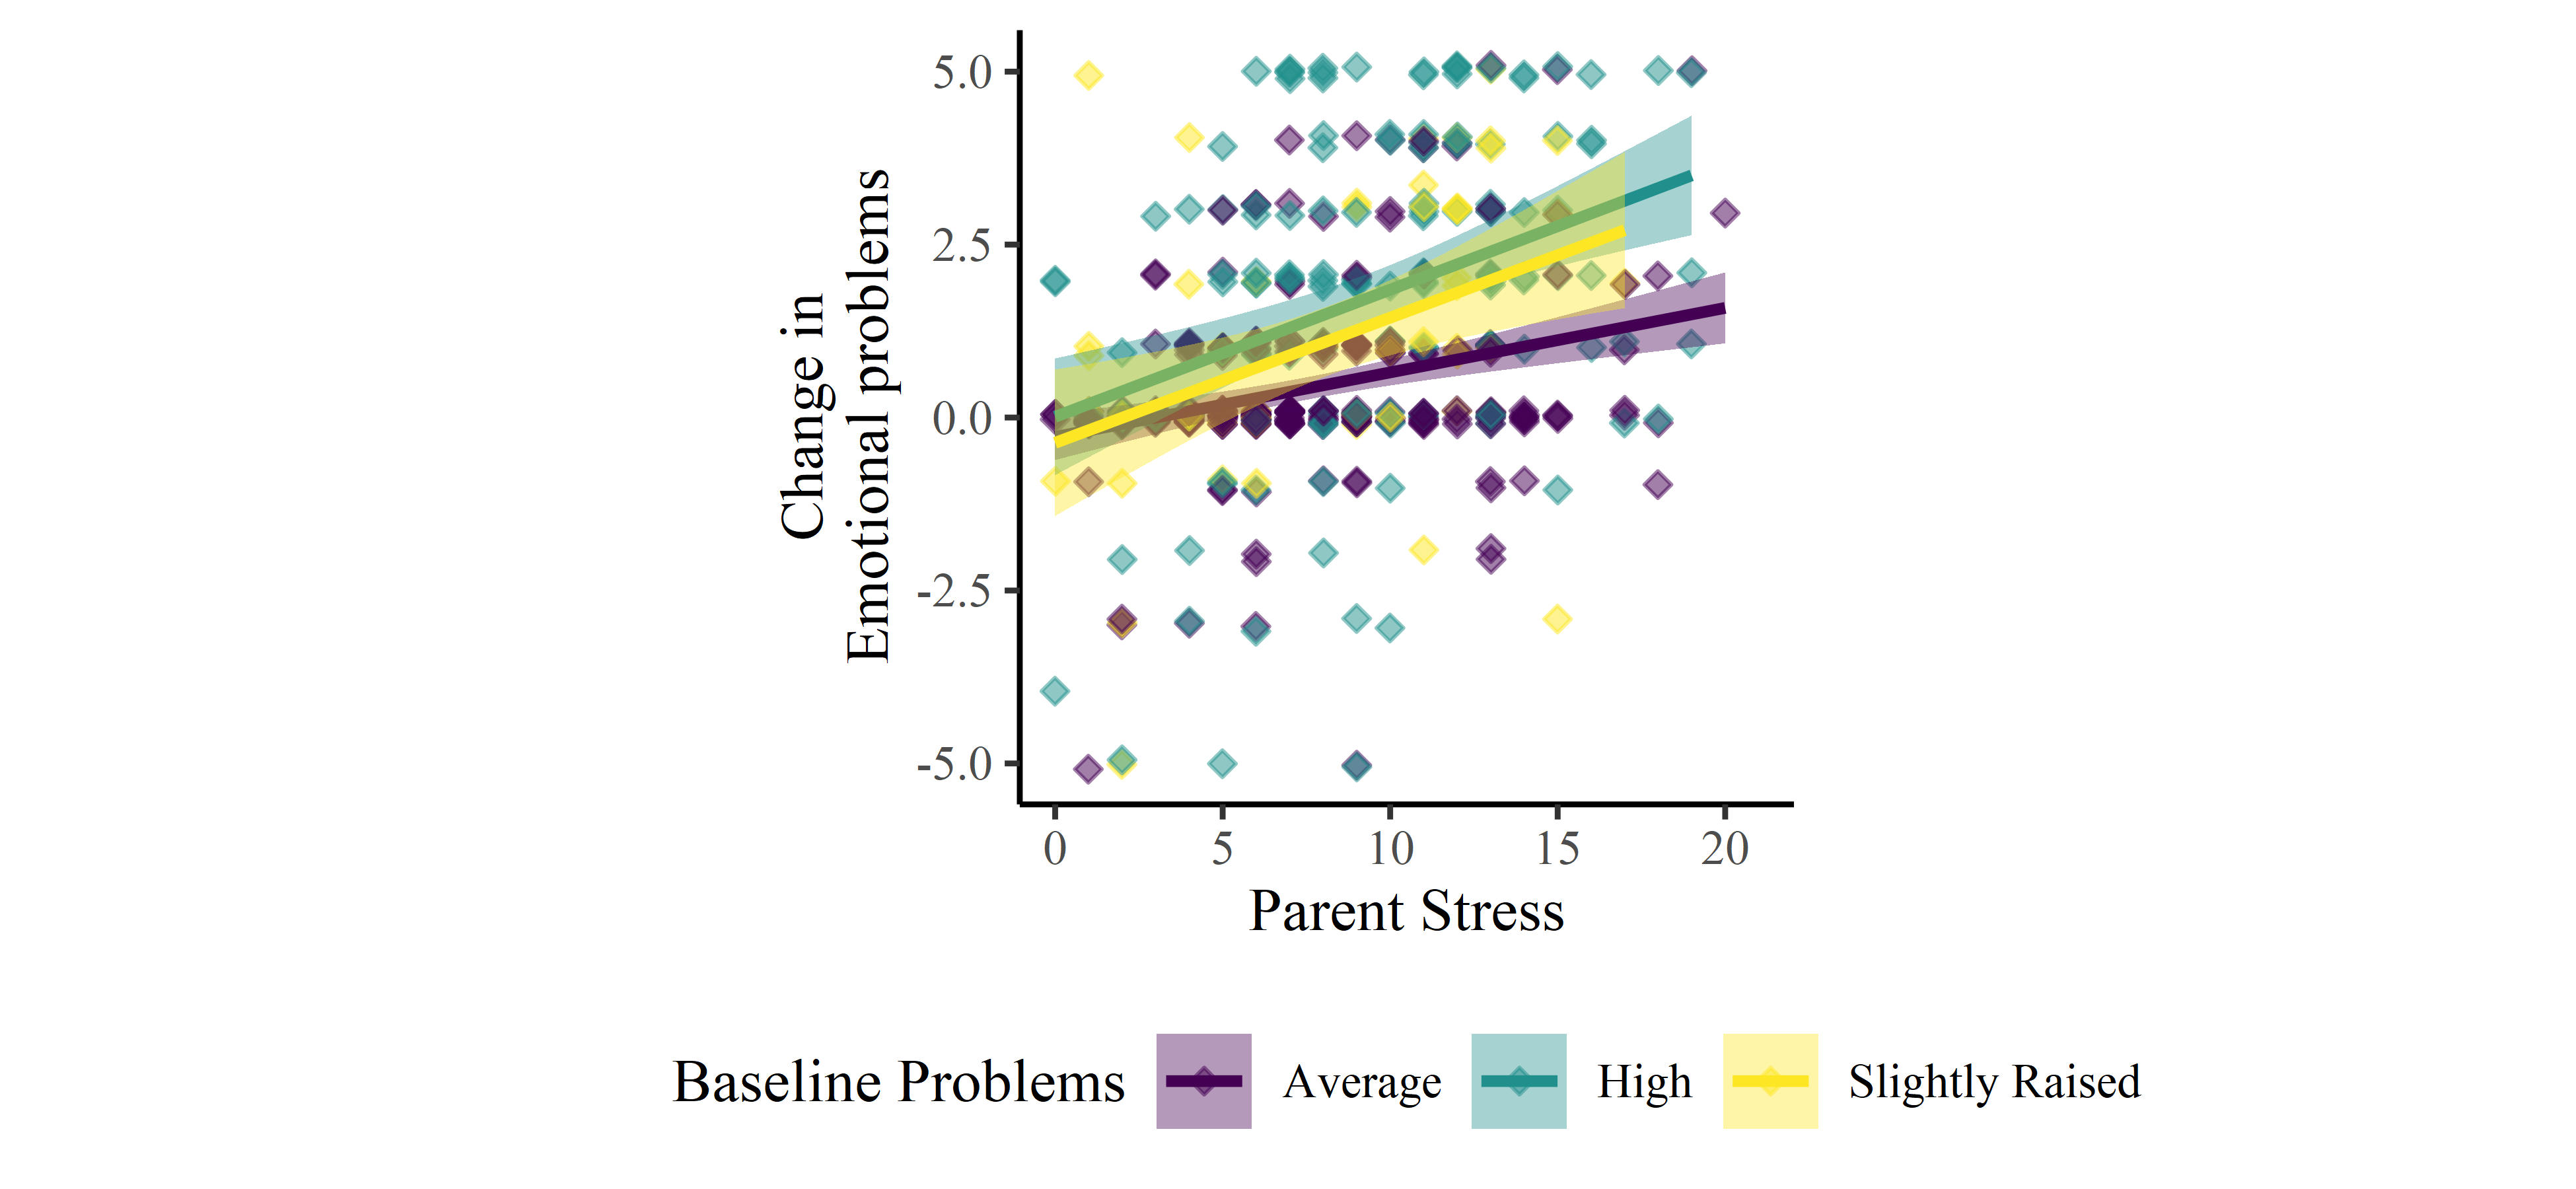 Change in
Emotional problems
5.0
2.5
0.0
-2.5
-5.0
0 5 10 15 20
Parent Stress
Baseline Problems Average High Slightly Raised